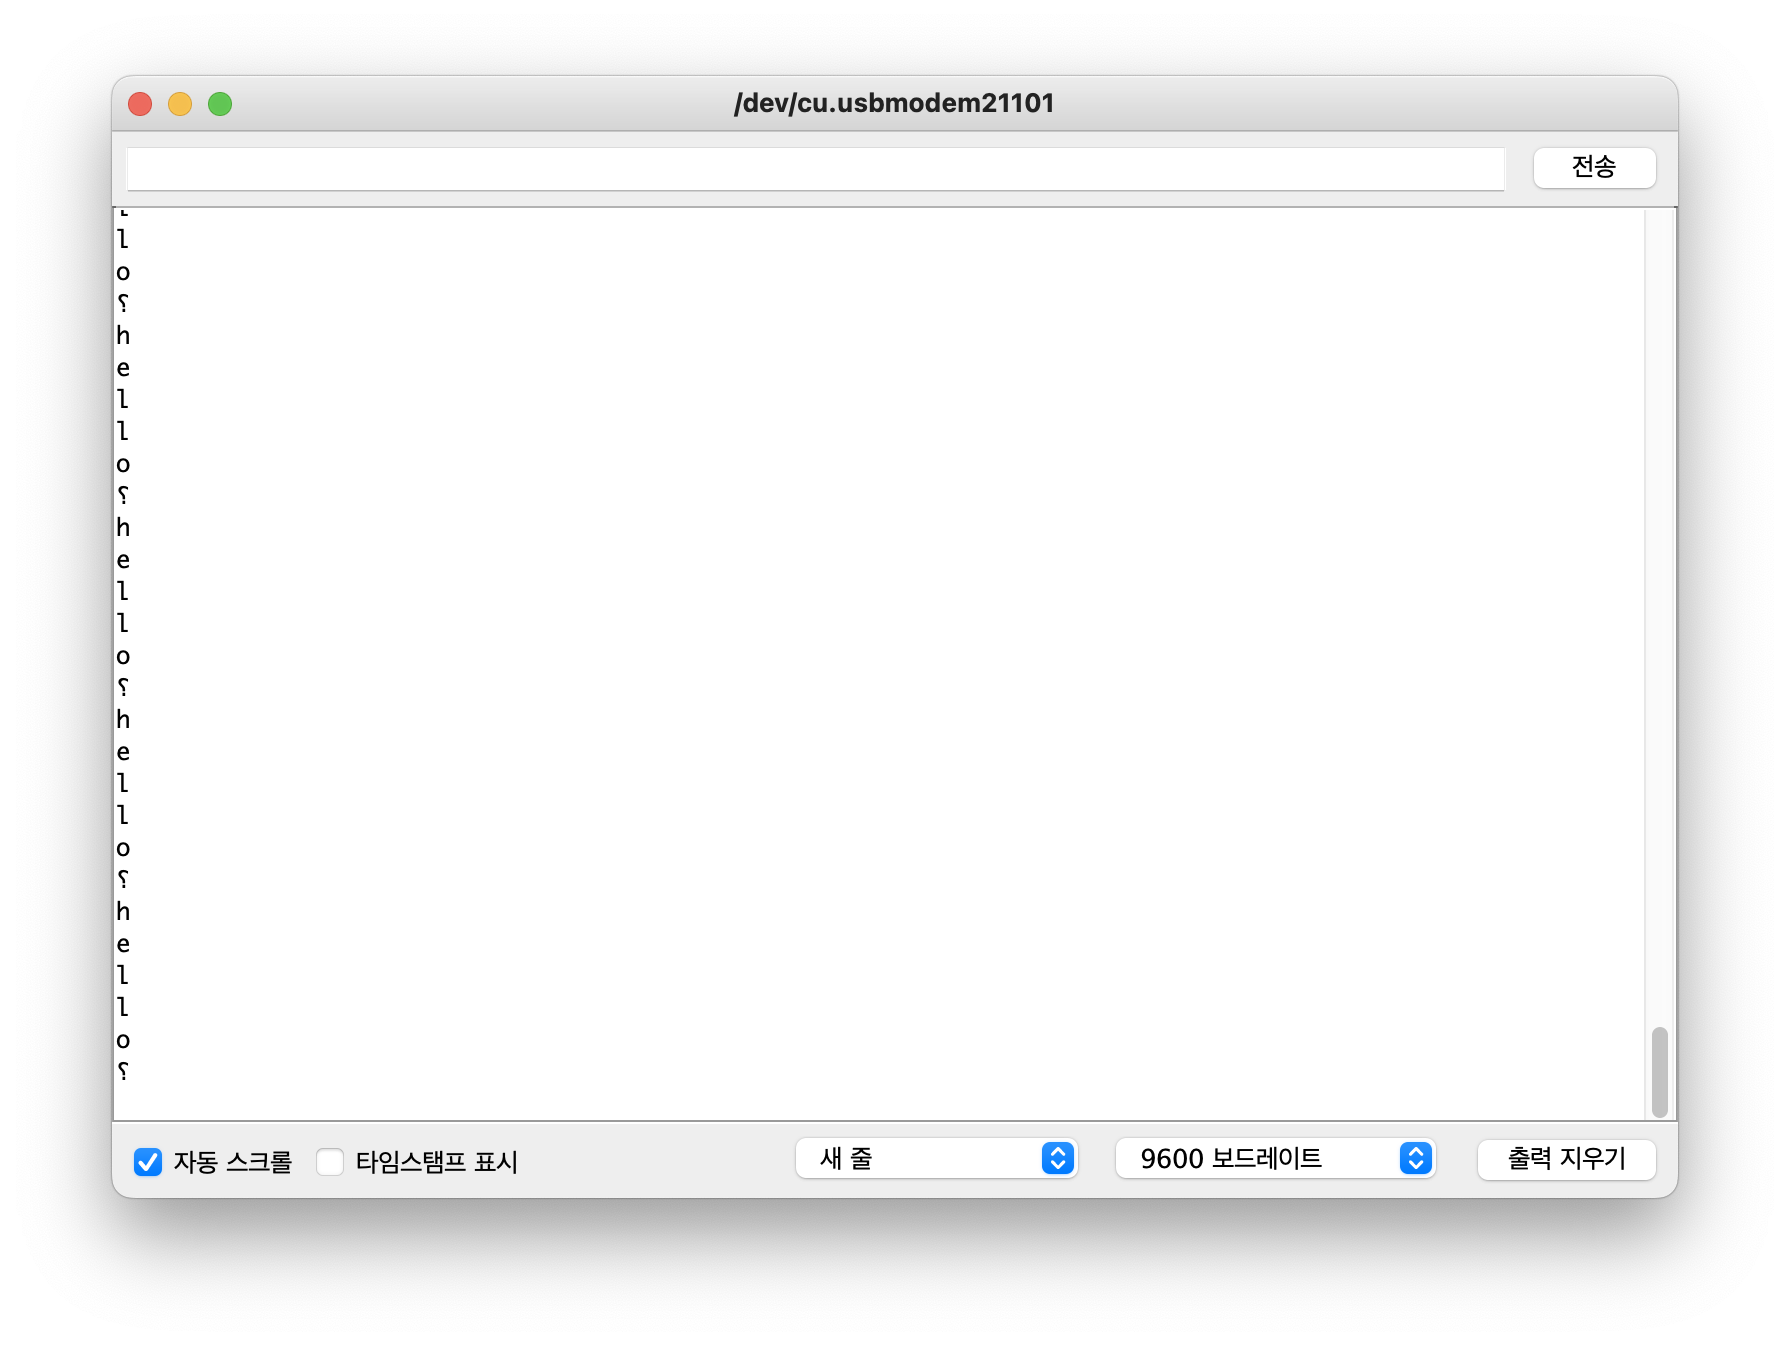 /dev/cu.usbmodem21101
전송
l
o
⸮
h
e
l
l
o
⸮
h
e
l
l
o
⸮
h
e
l
l
o
⸮
h
e
l
l
o
⸮
자동 스크롤 타임스탬프 표시 새 줄 9600 보드레이트 출력 지우기